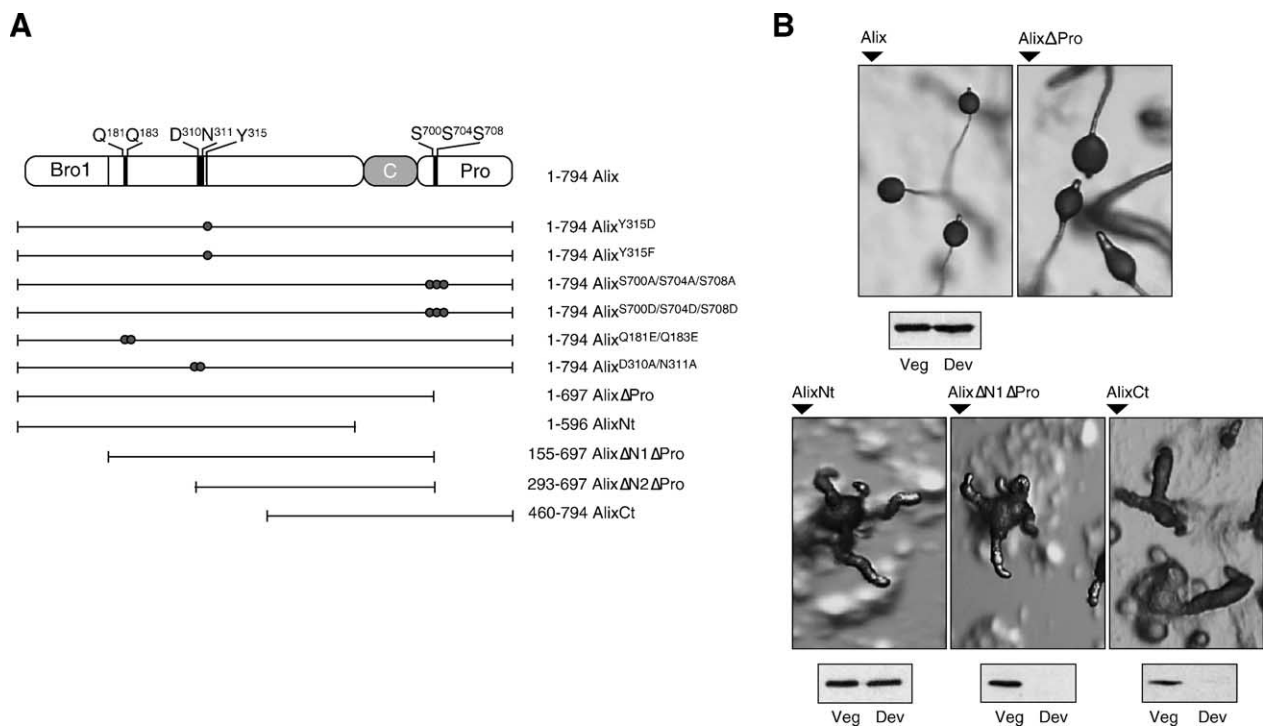 A
Q181Q183 D310N311 Y315 S700S704S708
Bro1 C Pro 1-794 Alix
1-794 AlixY315D
1-794 AlixY315F
1-794 AlixS700A/S704A/S708A
1-794 AlixS700D/S704D/S708D
1-794 AlixQ181E/Q183E
1-794 AlixD310A/N311A
1-697 AlixΔPro
1-596 AlixNt
155-697 AlixΔN1ΔPro
293-697 AlixΔN2ΔPro
460-794 AlixCt
B
Alix AlixΔPro
Veg Dev
AlixNt AlixΔN1ΔPro AlixCt
Veg Dev Veg Dev Veg Dev